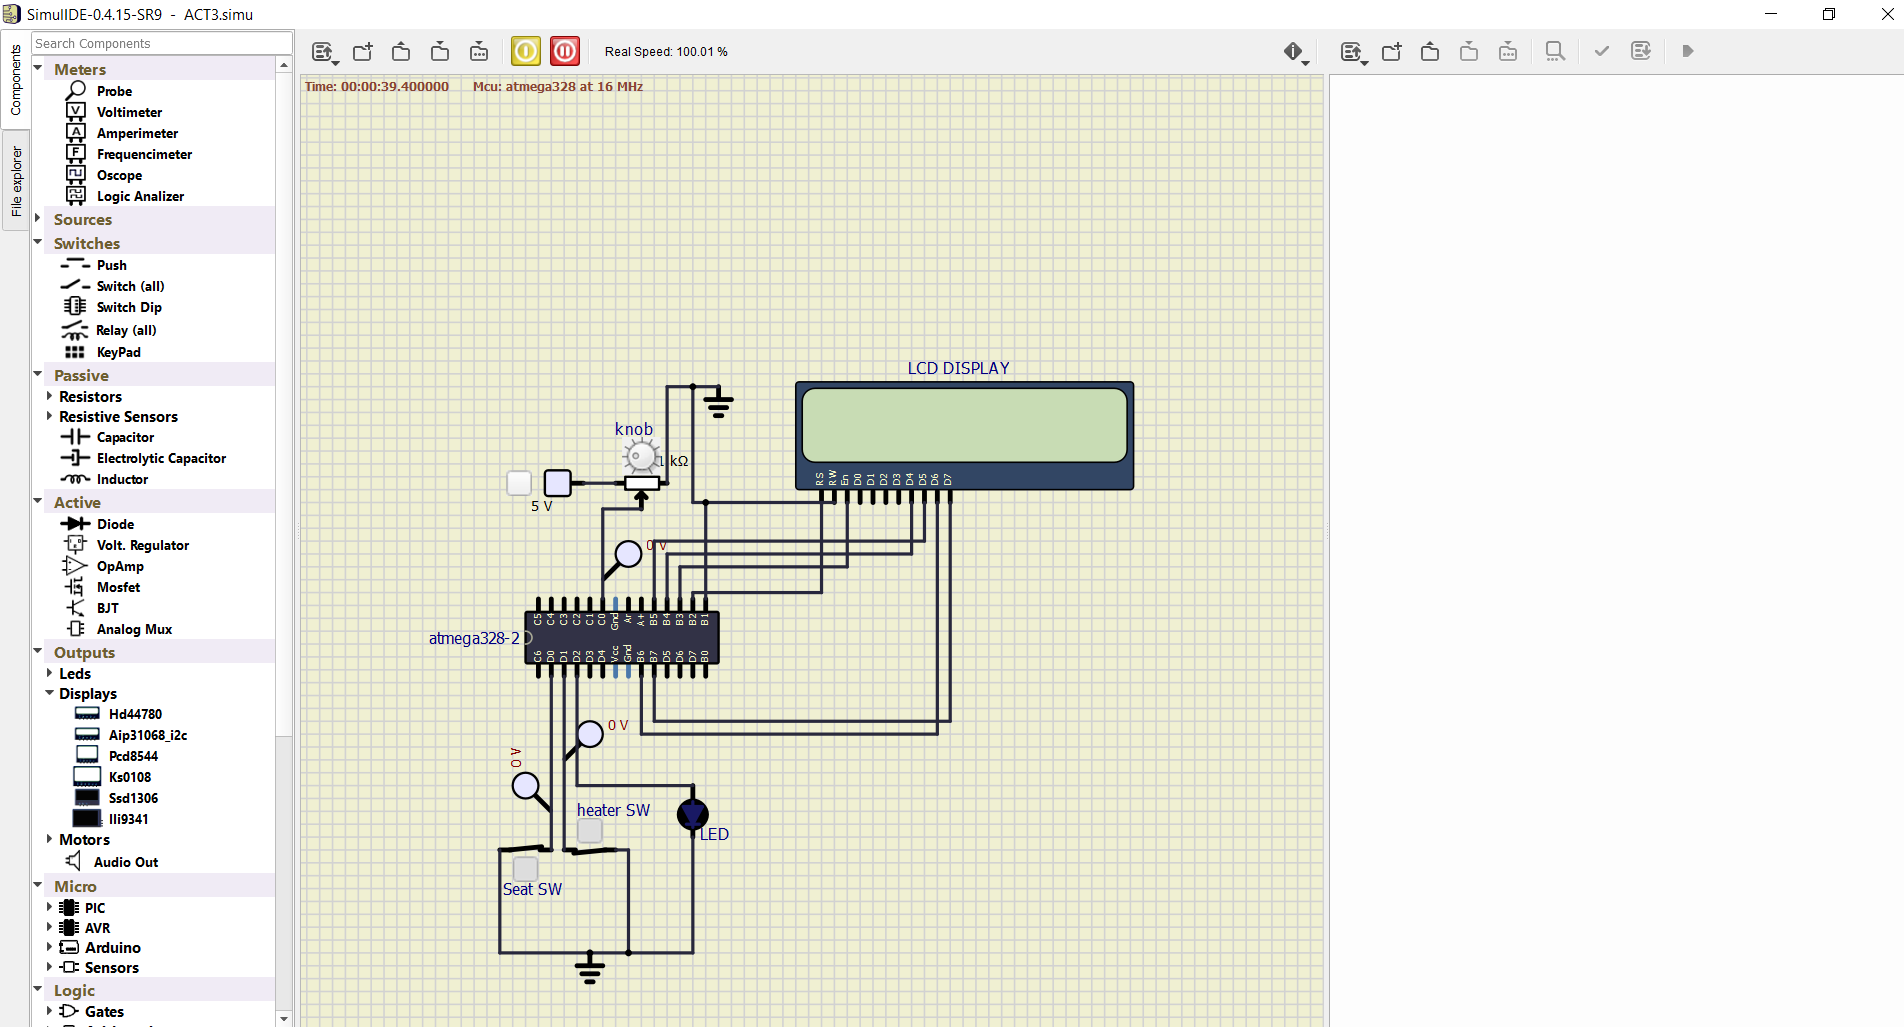 SimulIDE-0.4.15-SR9 - ACT3.simu
Components
File explorer
Search Components
Meters
Probe
Voltimeter
Amperimeter
Frequencimeter
Oscope
Logic Analizer
Sources
Switches
Push
Switch (all)
Switch Dip
Relay (all)
KeyPad
Passive
Resistors
Resistive Sensors
Capacitor
Electrolytic Capacitor
Inductor
Active
Diode
Volt. Regulator
OpAmp
Mosfet
BJT
Analog Mux
Outputs
Leds
Displays
Hd44780
Aip31068_i2c
Pcd8544
Ks0108
Ssd1306
Ili9341
Motors
Audio Out
Micro
PIC
AVR
Arduino
Sensors
Logic
Gates
Real Speed: 100.01 %
Time: 00:00:39.400000 Mcu: atmega328 at 16 MHz
LCD DISPLAY
RS RW En D0 D1 D2 D3 D4 D5 D6 D7
knob
1 kΩ
5 V
0 V
C5 C4 C3 C2 C1 C0 Gnd Ar A+ B5 B4 B3 B2 B1
atmega328-2
C6 D0 D1 D2 D3 D4 Vcc Gnd B6 B7 D5 D6 D7 B0
0 V
0 V
heater SW
LED
Seat SW